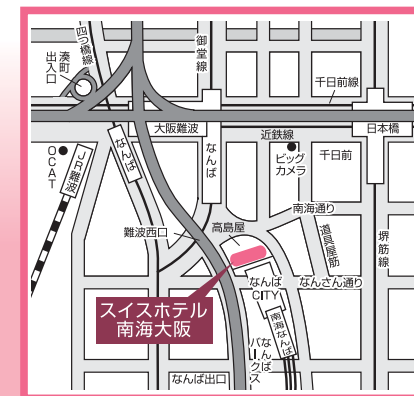 四つ橋線
湊町
出入口
御堂線
千日前線
大阪難波
近鉄線
日本橋
なんば
なんば
ビッグ
カメラ
千日前
OCAT
JR難波
南海通り
難波西口
高島屋
道具屋筋
堺筋線
なんば
CITY
なんさん通り
スイスホテル
南海大阪
南海なんば
なんば
パークス
なんば出口